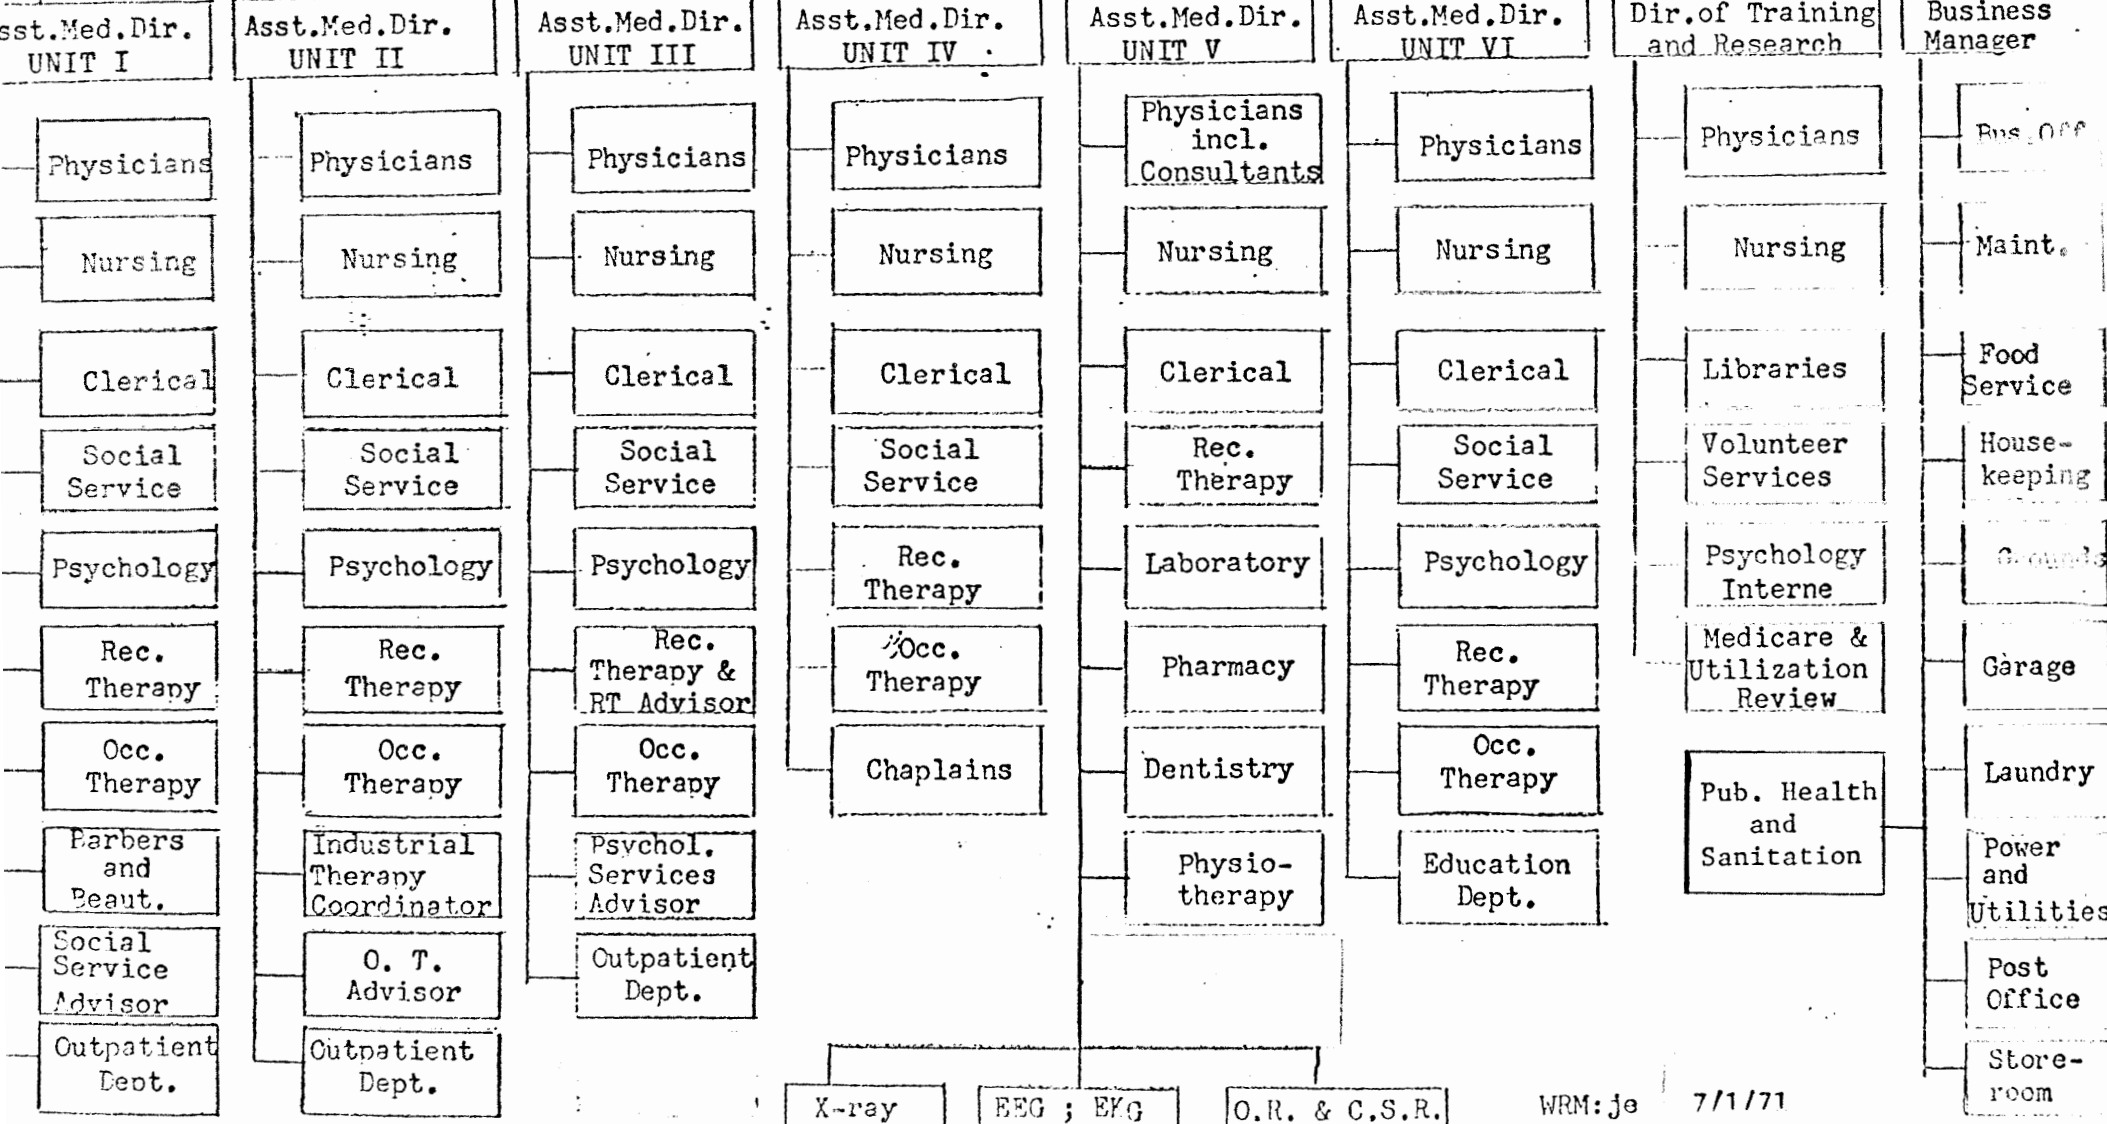 Asst.Med.Dir.
UNIT I
Physicians
Nursing
Clerical
Social
Service
Psychology
Rec.
Therapy
Occ.
Therapy
Barbers
and
Beaut.
Social
Service
Advisor
Outpatient
Dept.
Asst.Med.Dir.
UNIT II
Physicians
Nursing
Clerical
Social
Service
Psychology
Rec.
Therapy
Occ.
Therapy
Industrial
Therapy
Coordinator
O. T.
Advisor
Outpatient
Dept.
Asst.Med.Dir.
UNIT III
Physicians
Nursing
Clerical
Social
Service
Psychology
Rec.
Therapy &
RT Advisor
Occ.
Therapy
Psychol.
Services
Advisor
Outpatient
Dept.
Asst.Med.Dir.
UNIT IV
Physicians
Nursing
Clerical
Social
Service
Rec.
Therapy
Occ.
Therapy
Chaplains
Asst.Med.Dir.
UNIT V
Physicians
incl.
Consultants
Nursing
Clerical
Rec.
Therapy
Laboratory
Pharmacy
Dentistry
Physio-
therapy
X-ray
EEG ; EKG
O.R. & C.S.R.
Asst.Med.Dir.
UNIT VI
Physicians
Nursing
Clerical
Social
Service
Psychology
Rec.
Therapy
Occ.
Therapy
Education
Dept.
Dir.of Training
and Research
Physicians
Nursing
Libraries
Volunteer
Services
Psychology
Interne
Medicare &
Utilization
Review
Pub. Health
and
Sanitation
Business
Manager
Bus.Off
Maint.
Food
Service
House-
keeping
Grounds
Garage
Laundry
Power
and
Utilities
Post
Office
Store-
room
WRM:je 7/1/71